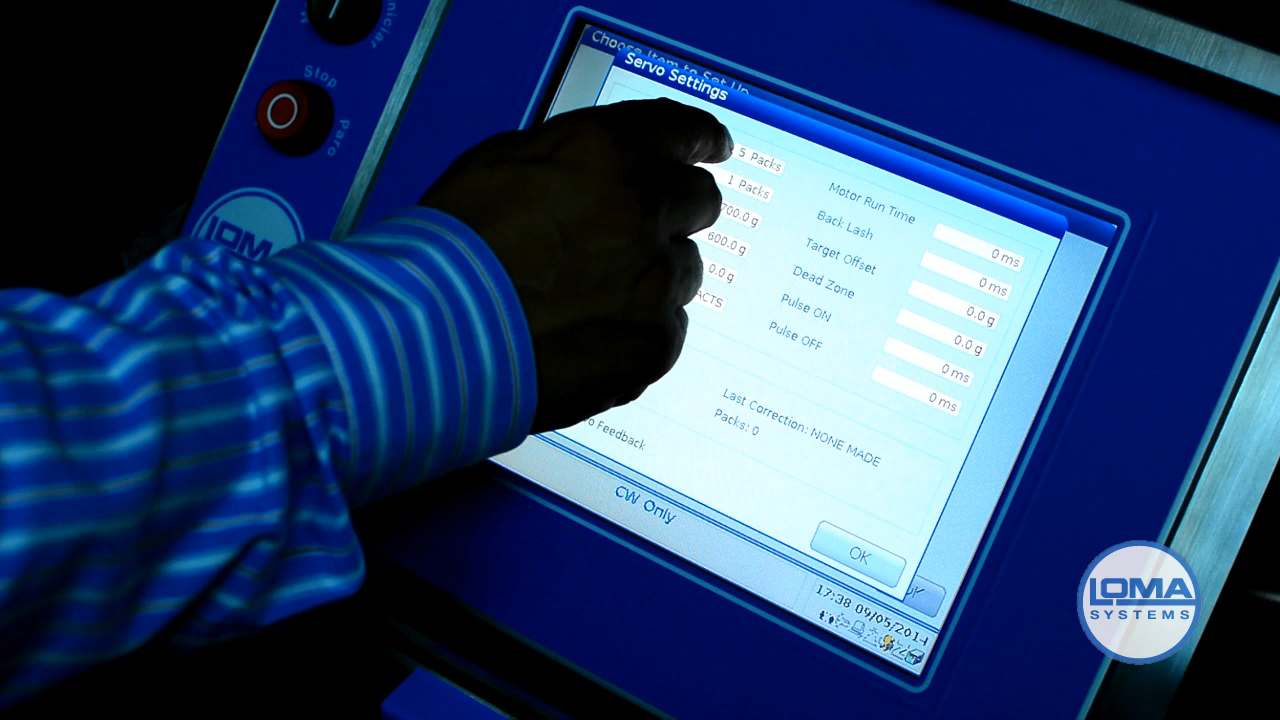 Iniciar
Stop
Paro
LOMA
Choose Item to Set Up
Servo Settings
5 Packs
1 Packs
700.0 g
600.0 g
0.0 g
Motor Run Time
0 ms
Back Lash
0 ms
Target Offset
0.0 g
Dead Zone
0.0 g
Pulse ON
0 ms
Pulse OFF
0 ms
Last Correction: NONE MADE
Packs: 0
Feedback
CW Only
OK
17:38 09/05/2014
LOMA
SYSTEMS